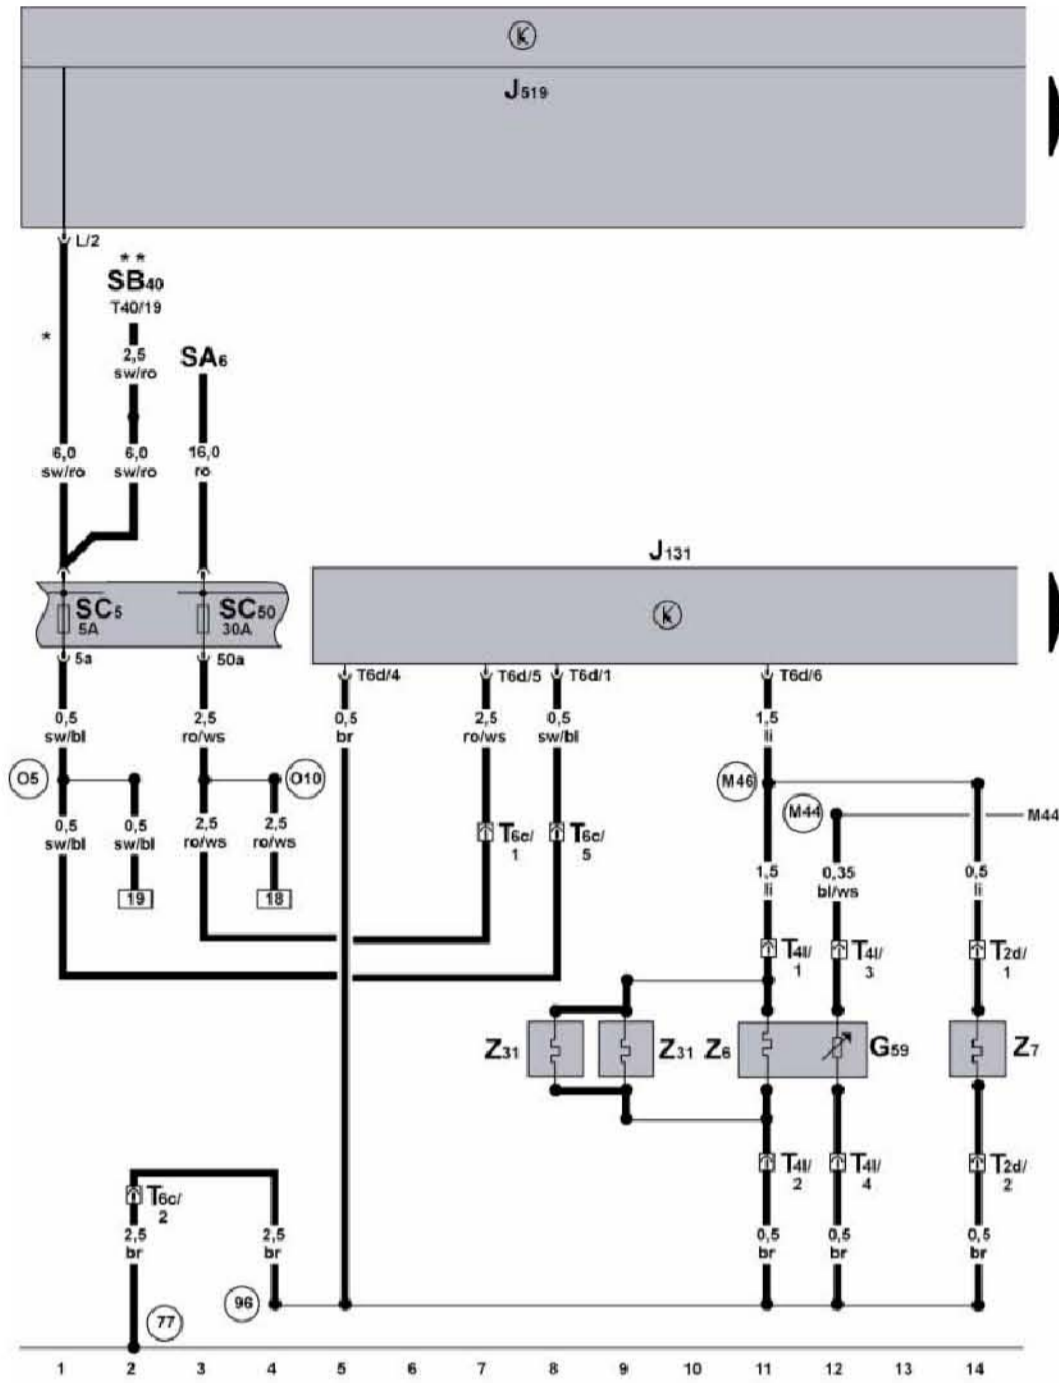 K
J519
L/2
* *
SB40
T40/19
*
2,5
sw/ro
SA6
6,0
sw/ro
6,0
sw/ro
16,0
ro
J131
K
SC5
5A
SC50
30A
5a
50a
T6d/4
T6d/5
T6d/1
T6d/6
0,5
sw/bl
2,5
ro/ws
0,5
br
2,5
ro/ws
0,5
sw/bl
1,5
li
O5
O10
M46
M44
M44
0,5
sw/bl
0,5
sw/bl
2,5
ro/ws
2,5
ro/ws
T6c/
1
T6c/
5
1,5
li
0,35
bl/ws
0,5
li
19
18
T4l/
1
T4l/
3
T2d/
1
Z31
Z31
Z6
G59
Z7
T4l/
2
T4l/
4
T2d/
2
T6c/
2
2,5
br
2,5
br
0,5
br
0,5
br
0,5
br
96
77
1 2 3 4 5 6 7 8 9 10 11 12 13 14